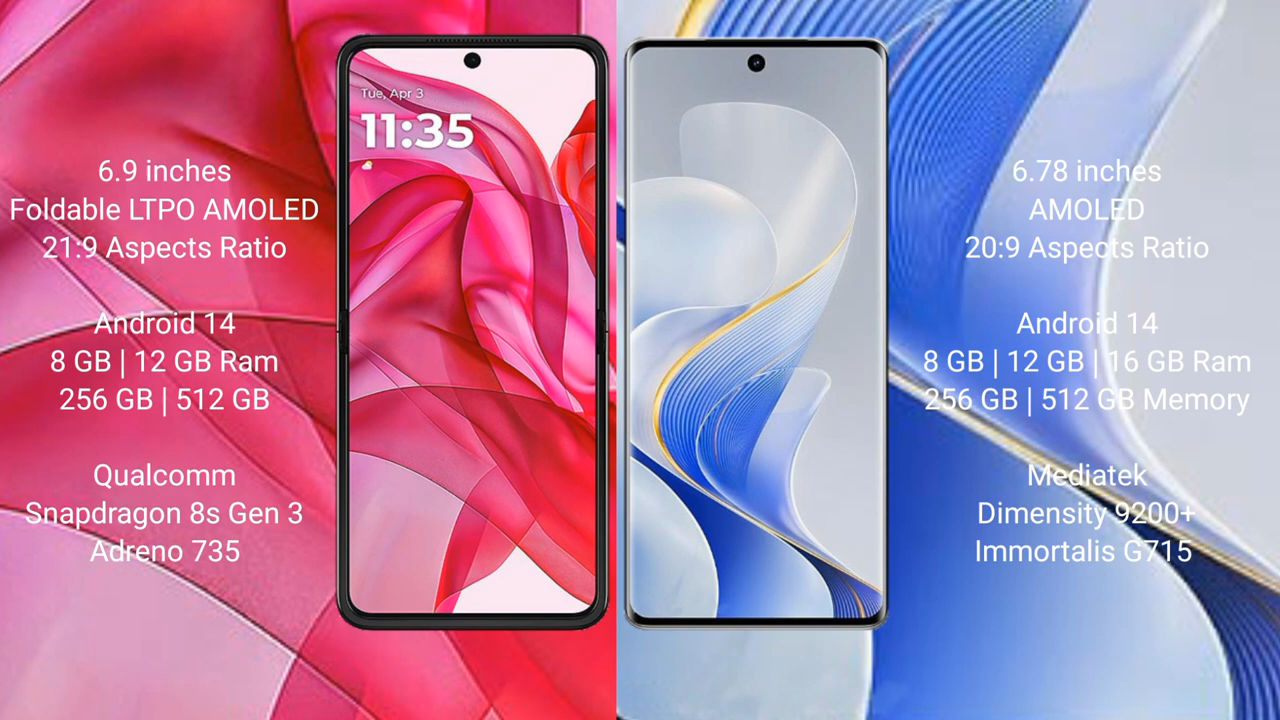 6.9 inches
Foldable LTPO AMOLED
21:9 Aspects Ratio
Android 14
8 GB | 12 GB Ram
256 GB | 512 GB
Qualcomm
Snapdragon 8s Gen 3
Adreno 735
Tue, Apr 3
11:35
6.78 inches
AMOLED
20:9 Aspects Ratio
Android 14
8 GB | 12 GB | 16 GB Ram
256 GB | 512 GB Memory
Mediatek
Dimensity 9200+
Immortalis G715